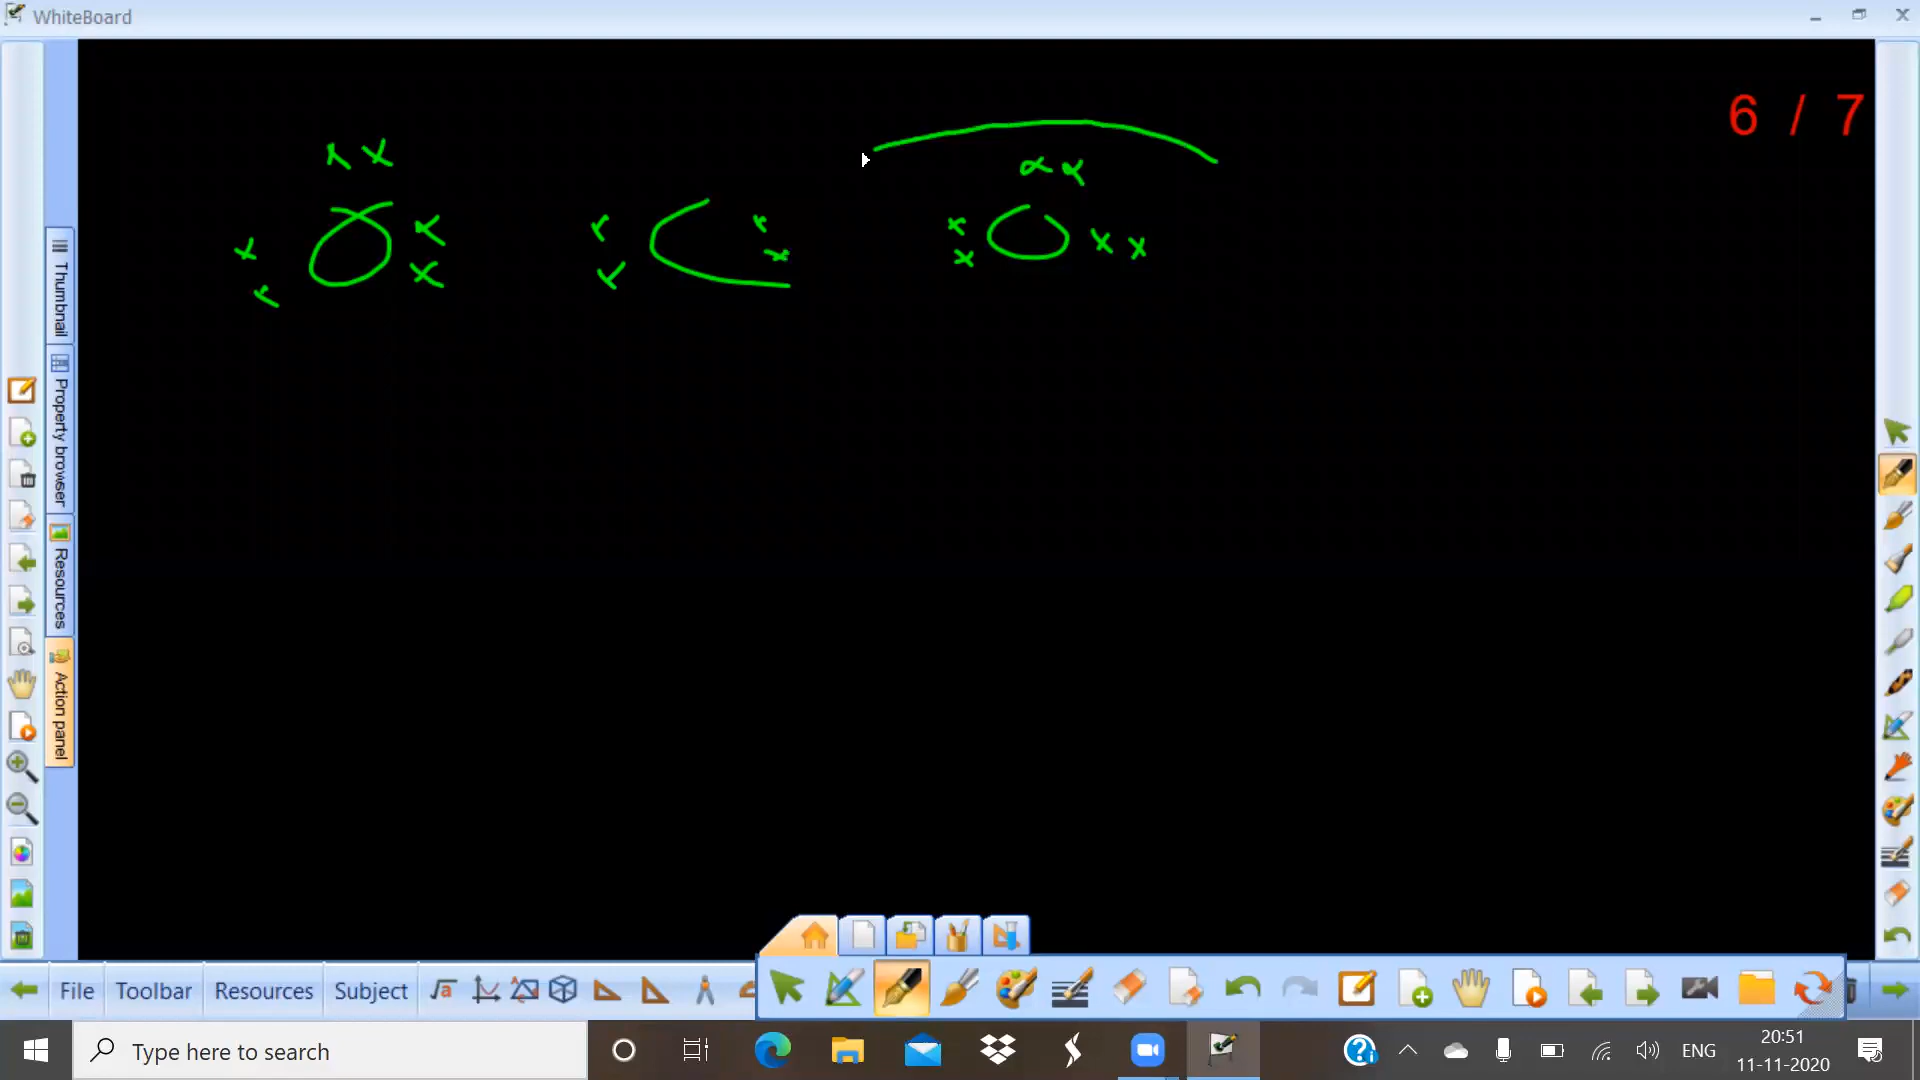 WhiteBoard
6 / 7
x x
x O x
x x
x C x
x x
x x
x O x x
x
Thumbnail
Property browser
Resources
Action panel
File Toolbar Resources Subject
Type here to search
ENG
20:51
11-11-2020